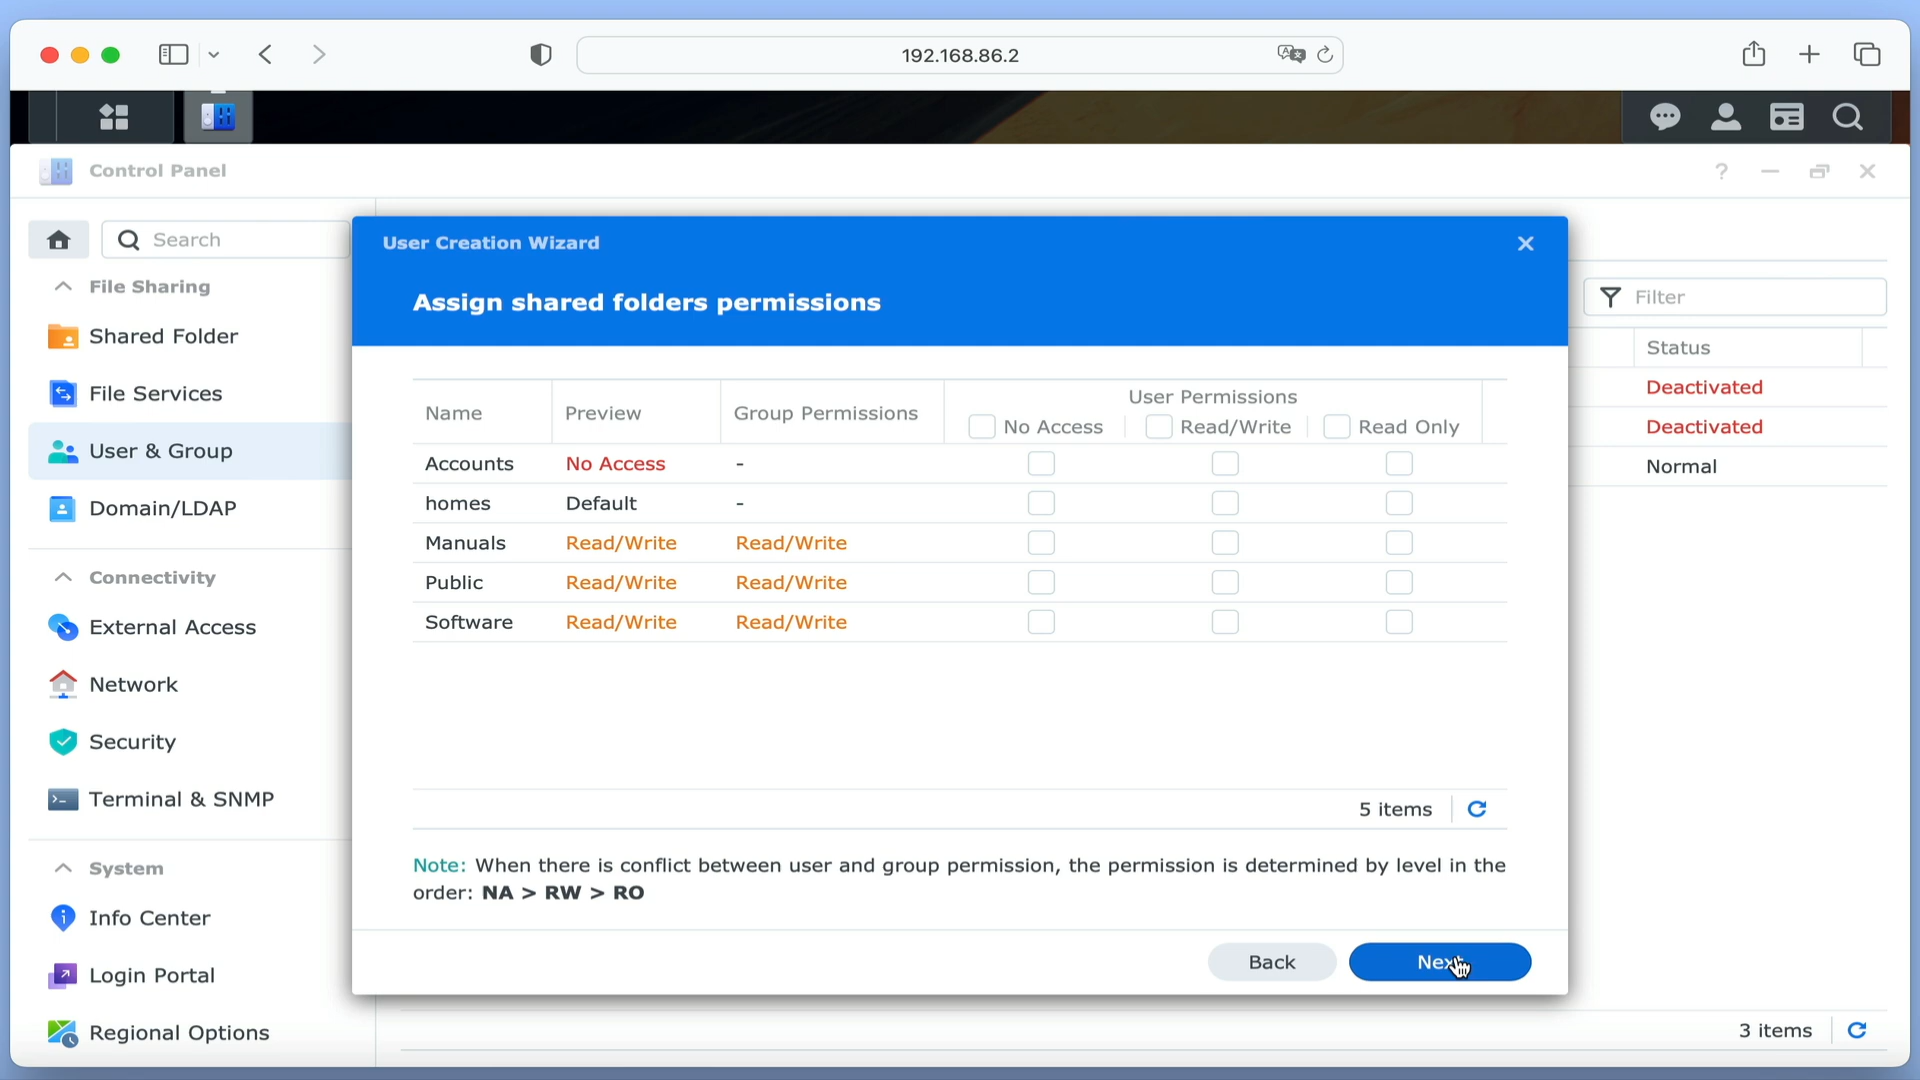 192.168.86.2
Control Panel
?
Search
File Sharing
Shared Folder
File Services
User & Group
Domain/LDAP
Connectivity
External Access
Network
Security
Terminal & SNMP
System
Info Center
Login Portal
Regional Options
User Creation Wizard
Assign shared folders permissions
Name Preview Group Permissions User Permissions
No Access Read/Write Read Only
Accounts No Access -
homes Default -
Manuals Read/Write Read/Write
Public Read/Write Read/Write
Software Read/Write Read/Write
5 items
Note: When there is conflict between user and group permission, the permission is determined by level in the
order: NA > RW > RO
Back Next
Filter
Status
Deactivated
Deactivated
Normal
3 items